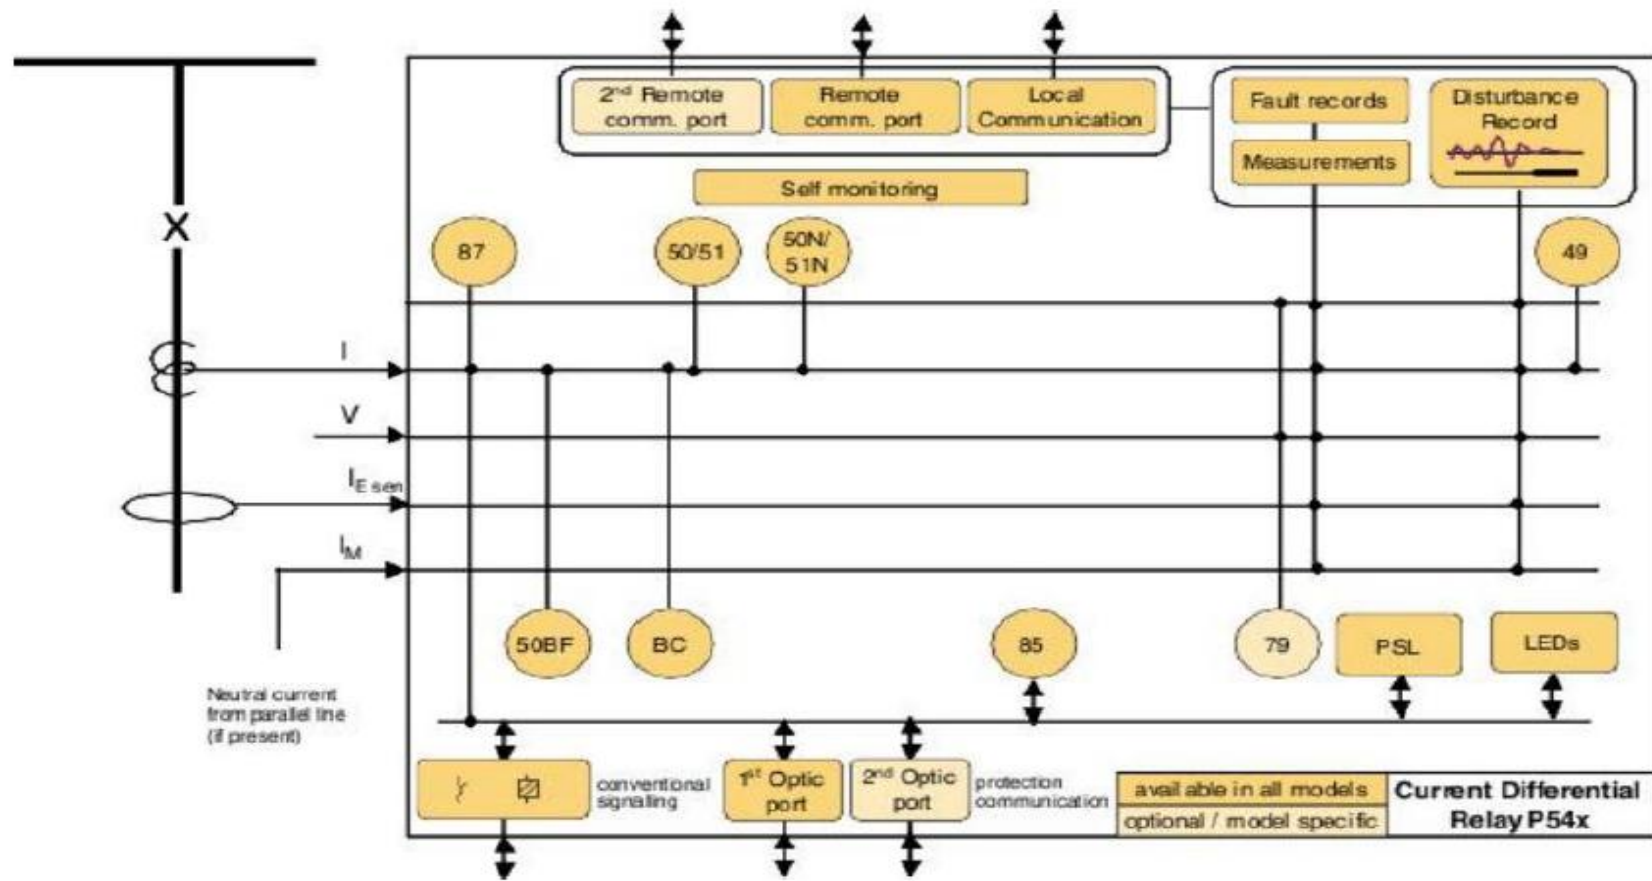 2nd Remote
comm. port
Remote
comm. port
Local
Communication
Fault records
Measurements
Disturbance
Record
Self monitoring
X
87
50/51
50N/
51N
49
I
V
IE sen
IM
50BF
BC
85
79
PSL
LEDs
Neutral current
from parallel line
(if present)
conventional
signalling
1st Optic
port
2nd Optic
port
protection
communication
available in all models
optional / model specific
Current Differential
Relay P54x